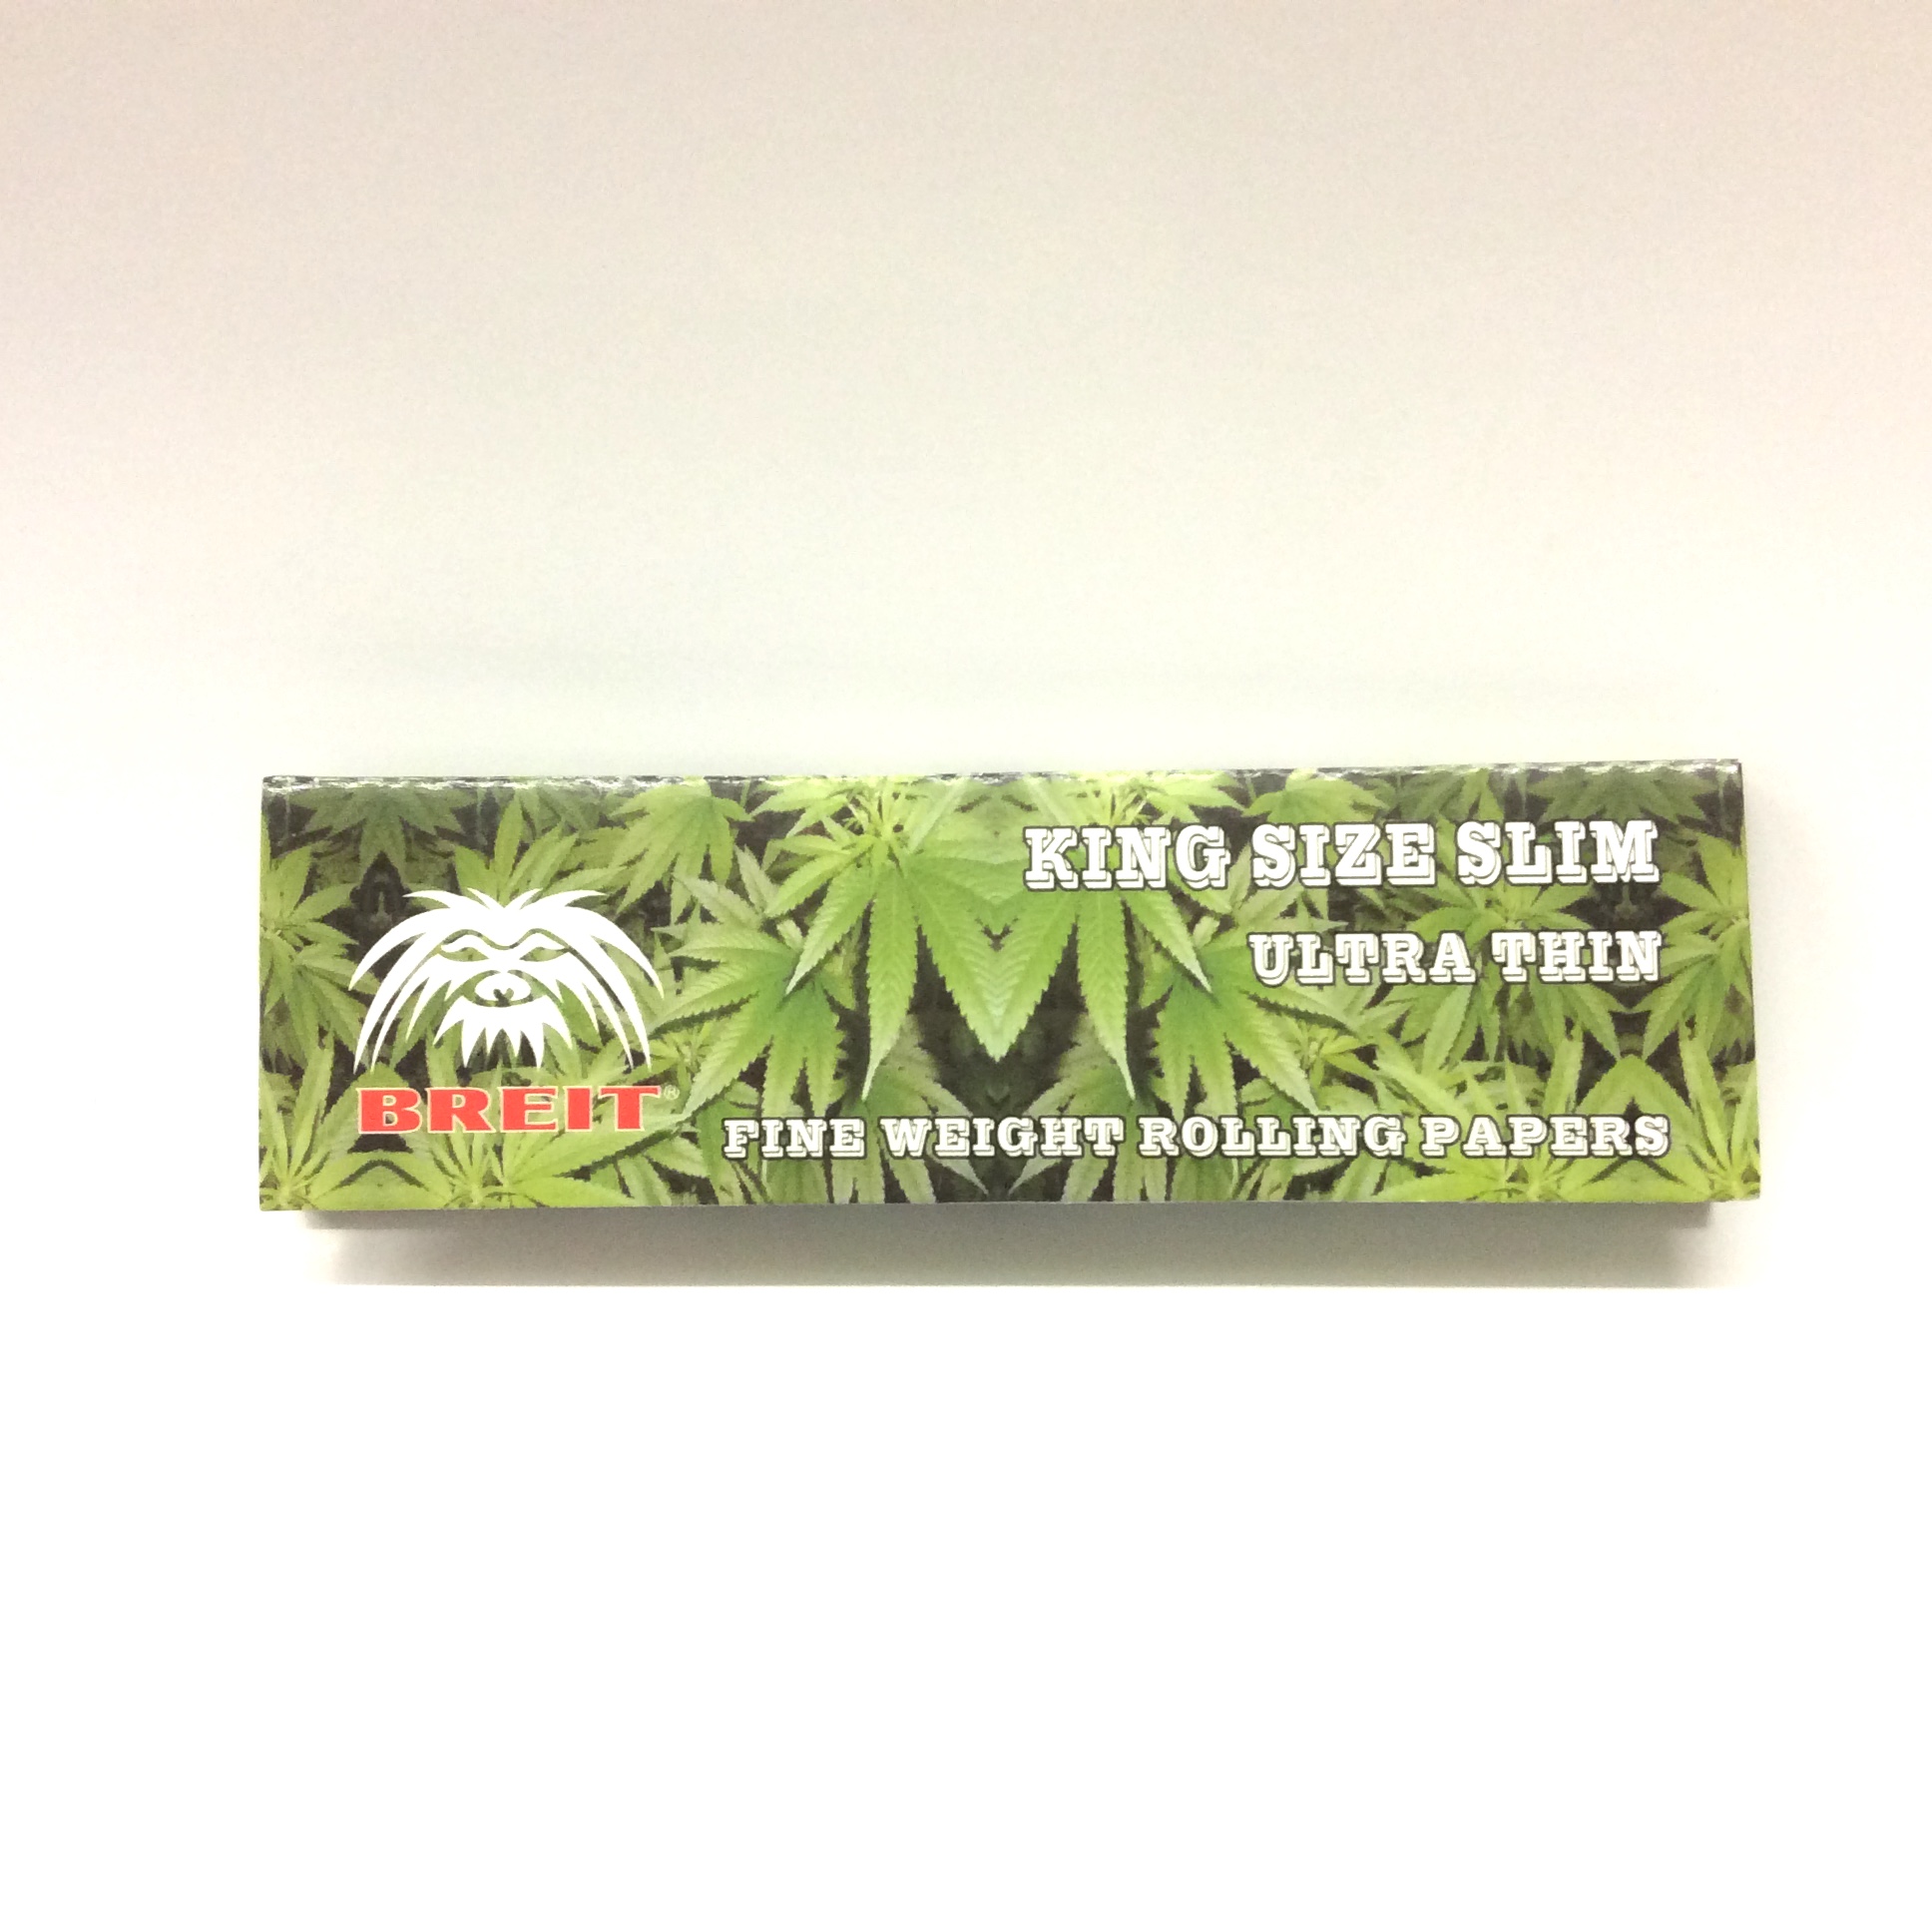 KING SIZE SLIM
ULTRA THIN
BREIT®
FINE WEIGHT ROLLING PAPERS